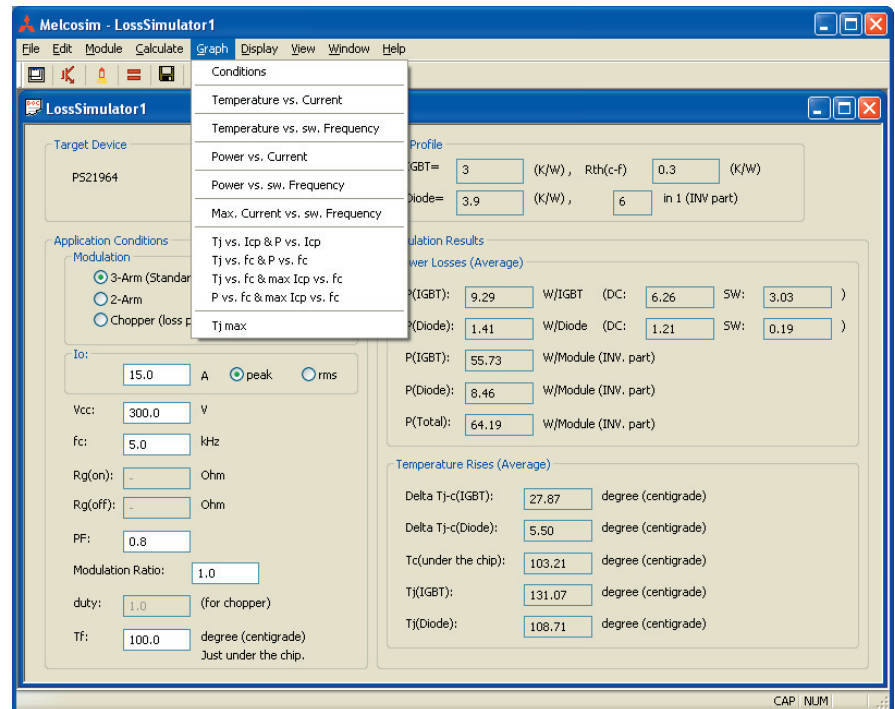 Melcosim - LossSimulator1
File Edit Module Calculate Graph Display View Window Help
Conditions
Temperature vs. Current
Temperature vs. sw. Frequency
Power vs. Current
Power vs. sw. Frequency
Max. Current vs. sw. Frequency
Tj vs. Icp & P vs. Icp
Tj vs. fc & P vs. fc
Tj vs. fc & max Icp vs. fc
P vs. fc & max Icp vs. fc
Tj max
LossSimulator1
Target Device
PS21964
Profile
IGBT= 3 (K/W) , Rth(c-f) 0.3 (K/W)
Diode= 3.9 (K/W) , 6 in 1 (INV part)
Application Conditions
Modulation
3-Arm (Standar
2-Arm
Chopper (loss p
Io:
15.0 A peak rms
Vcc: 300.0 V
fc: 5.0 kHz
Rg(on): - Ohm
Rg(off): - Ohm
PF: 0.8
Modulation Ratio: 1.0
duty: 1.0 (for chopper)
Tf: 100.0 degree (centigrade)
Just under the chip.
ulation Results
wer Losses (Average)
P(IGBT): 9.29 W/IGBT (DC: 6.26 SW: 3.03 )
P(Diode): 1.41 W/Diode (DC: 1.21 SW: 0.19 )
P(IGBT): 55.73 W/Module (INV. part)
P(Diode): 8.46 W/Module (INV. part)
P(Total): 64.19 W/Module (INV. part)
Temperature Rises (Average)
Delta Tj-c(IGBT): 27.87 degree (centigrade)
Delta Tj-c(Diode): 5.50 degree (centigrade)
Tc(under the chip): 103.21 degree (centigrade)
Tj(IGBT): 131.07 degree (centigrade)
Tj(Diode): 108.71 degree (centigrade)
CAP NUM